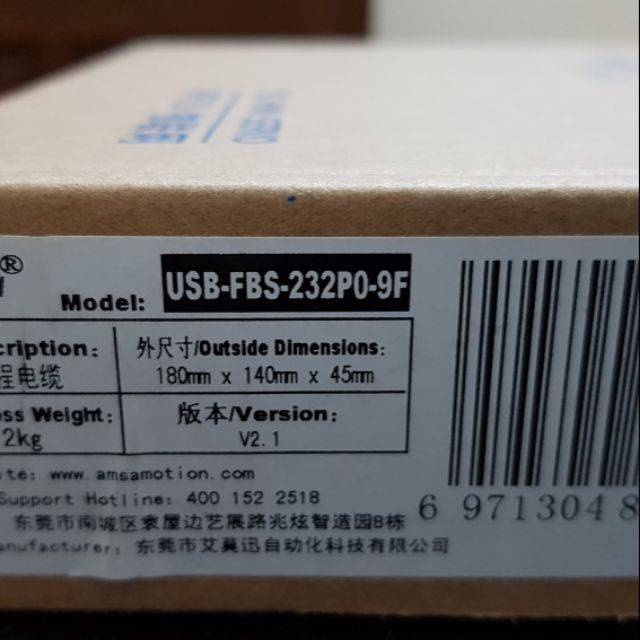 ®
Model: USB-FBS-232P0-9F
cription: 外尺寸/Outside Dimensions:
程电缆 180mm x 140mm x 45mm
oss Weight: 版本/Version:
2kg V2.1
ite: www.amsamotion.com
Support Hotline: 400 152 2518
东莞市南城区袁屋边艺展路兆炫智造园B栋
anufacturer: 东莞市艾莫迅自动化科技有限公司
6 971304 8